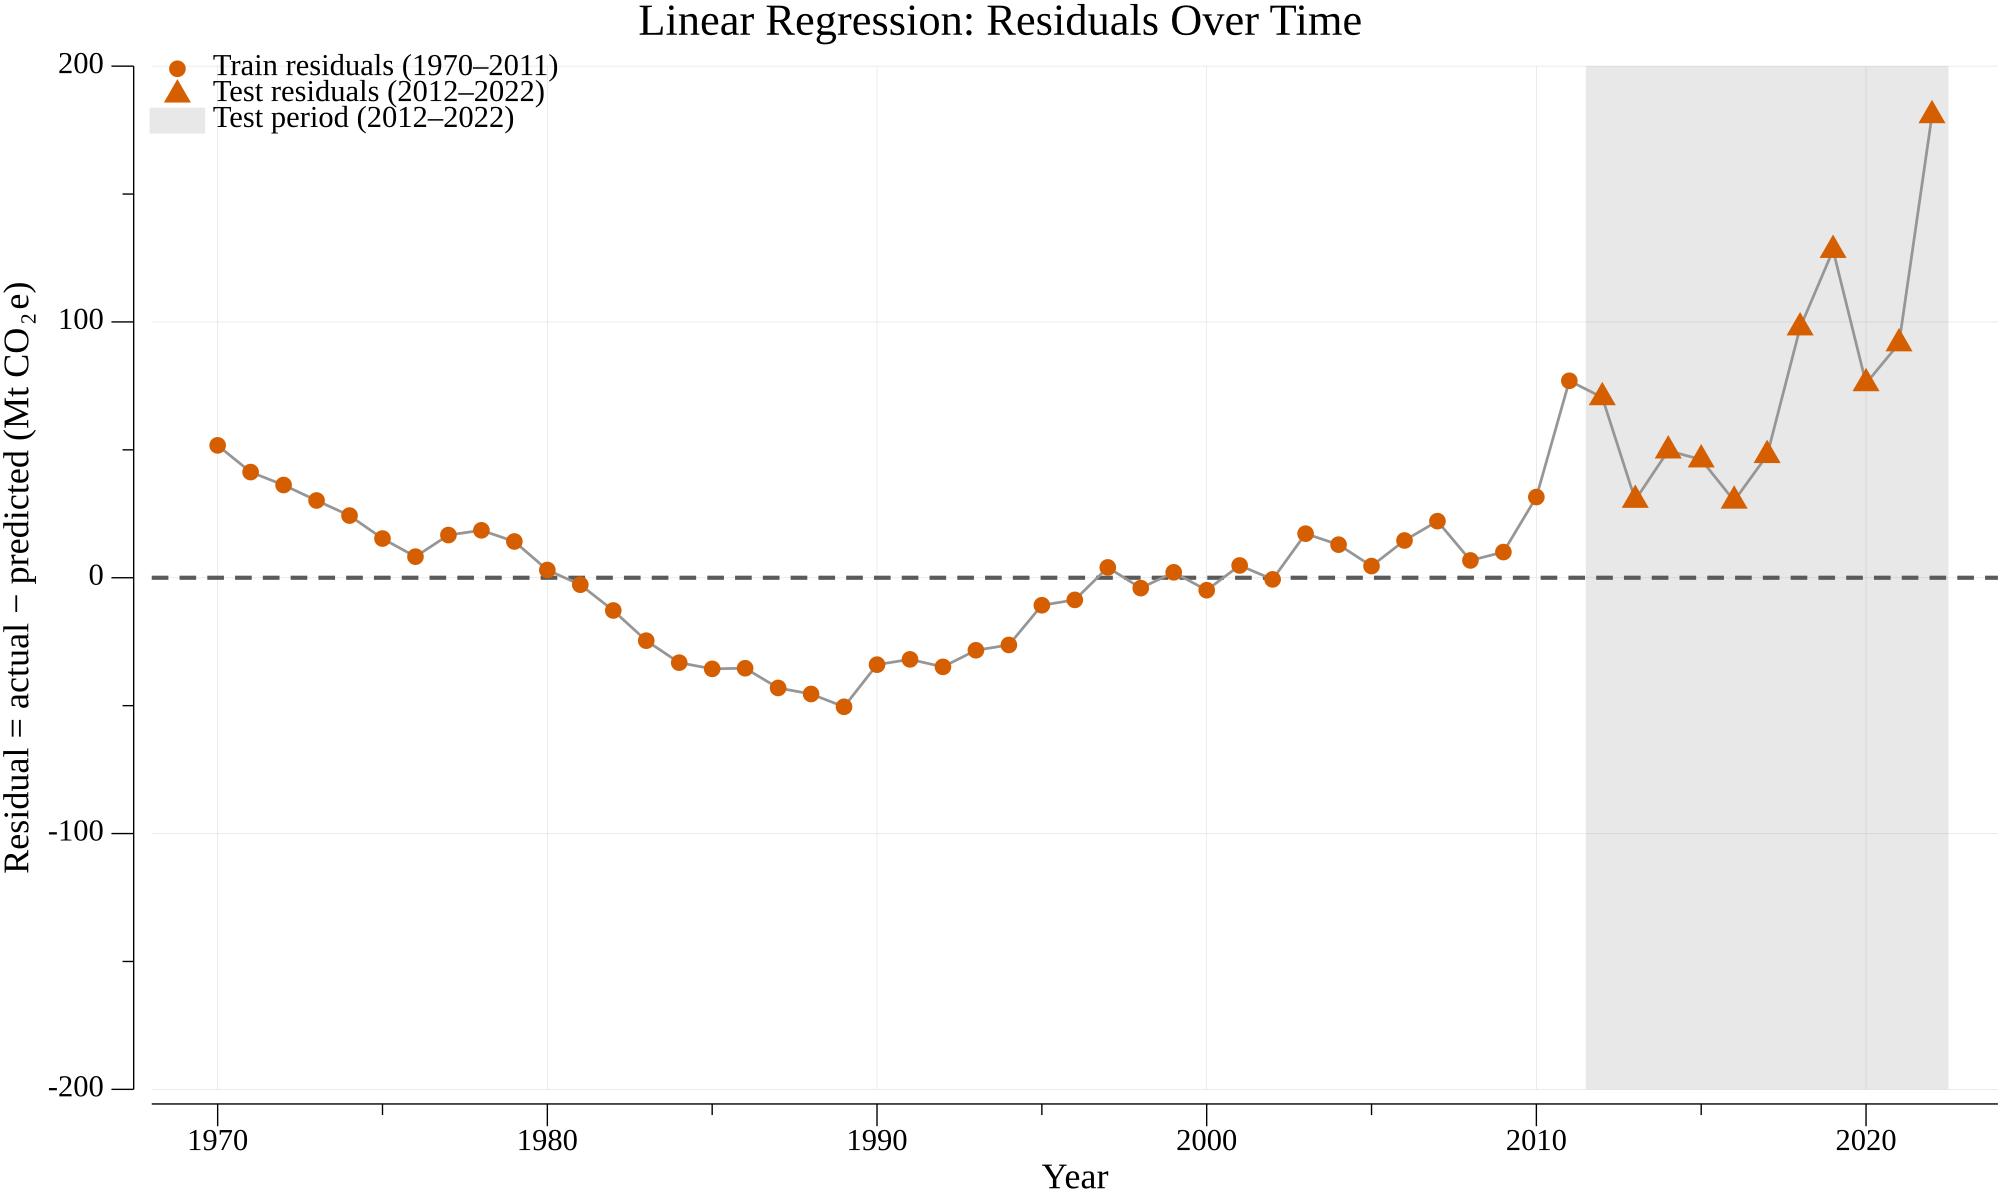 Linear Regression: Residuals Over Time
Train residuals (1970–2011)
Test residuals (2012–2022)
Test period (2012–2022)
Residual = actual − predicted (Mt CO₂e)
200
100
0
-100
-200
1970 1980 1990 2000 2010 2020
Year